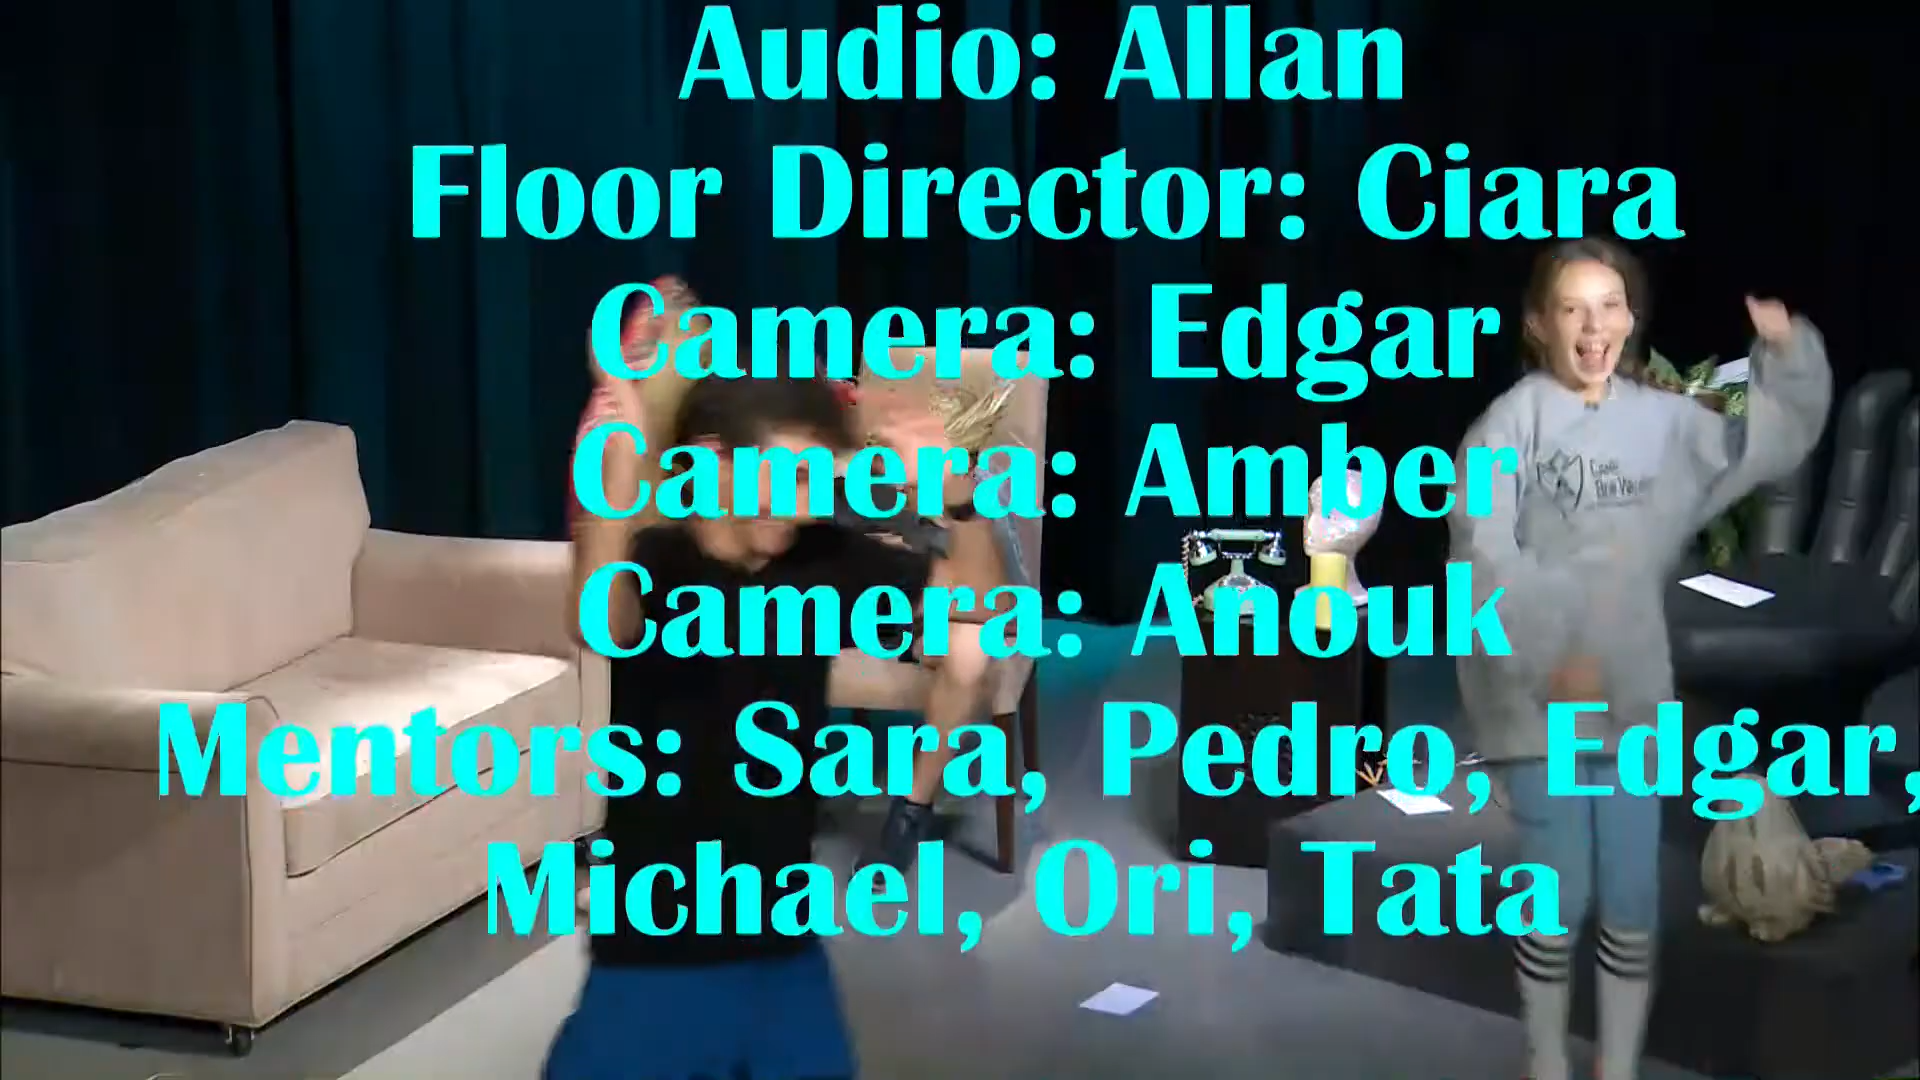 Audio: Allan
Floor Director: Ciara
Camera: Edgar
Camera: Amber
Camera: Anouk
Mentors: Sara, Pedro, Edgar,
Michael, Ori, Tata